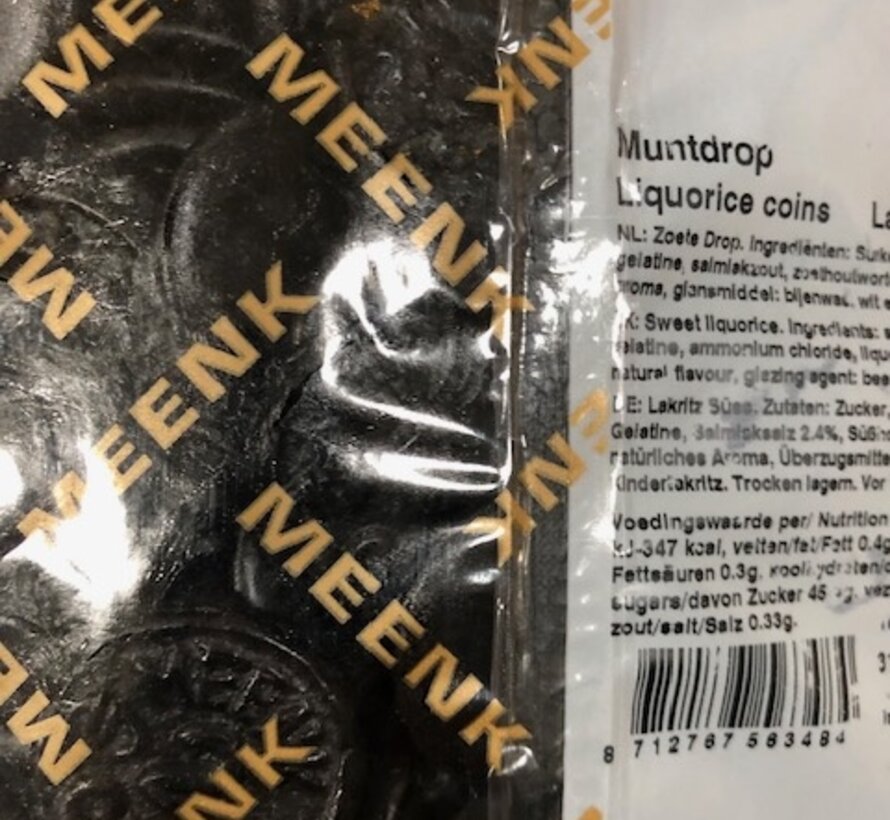 MEENK
MEENK
MEENK
MEENK
MEENK
Muntdrop
Liquorice coins
NL: Zoete Drop. Ingrediënten:
gelatine, salmiakzout,
aroma, glansmiddel: bijenwas, wit
UK: Sweet liquorice. Ingredients:
gelatine, ammonium chloride,
natural flavour, glazing agent:
DE: Lakritz Süss. Zutaten: Zucker,
Gelatine, Salmiaksalz 2.4%,
natürliches Aroma, Überzugsmittel
Kinderlakritz. Trocken lagern. Vor
Voedingswaarde per/ Nutrition
kJ-347 kcal, vetten/fat/Fett 0.4g
Fettsäuren 0.3g,
sugars/davon Zucker 45
zout/salt/Salz 0.33g.
8 712767 563484